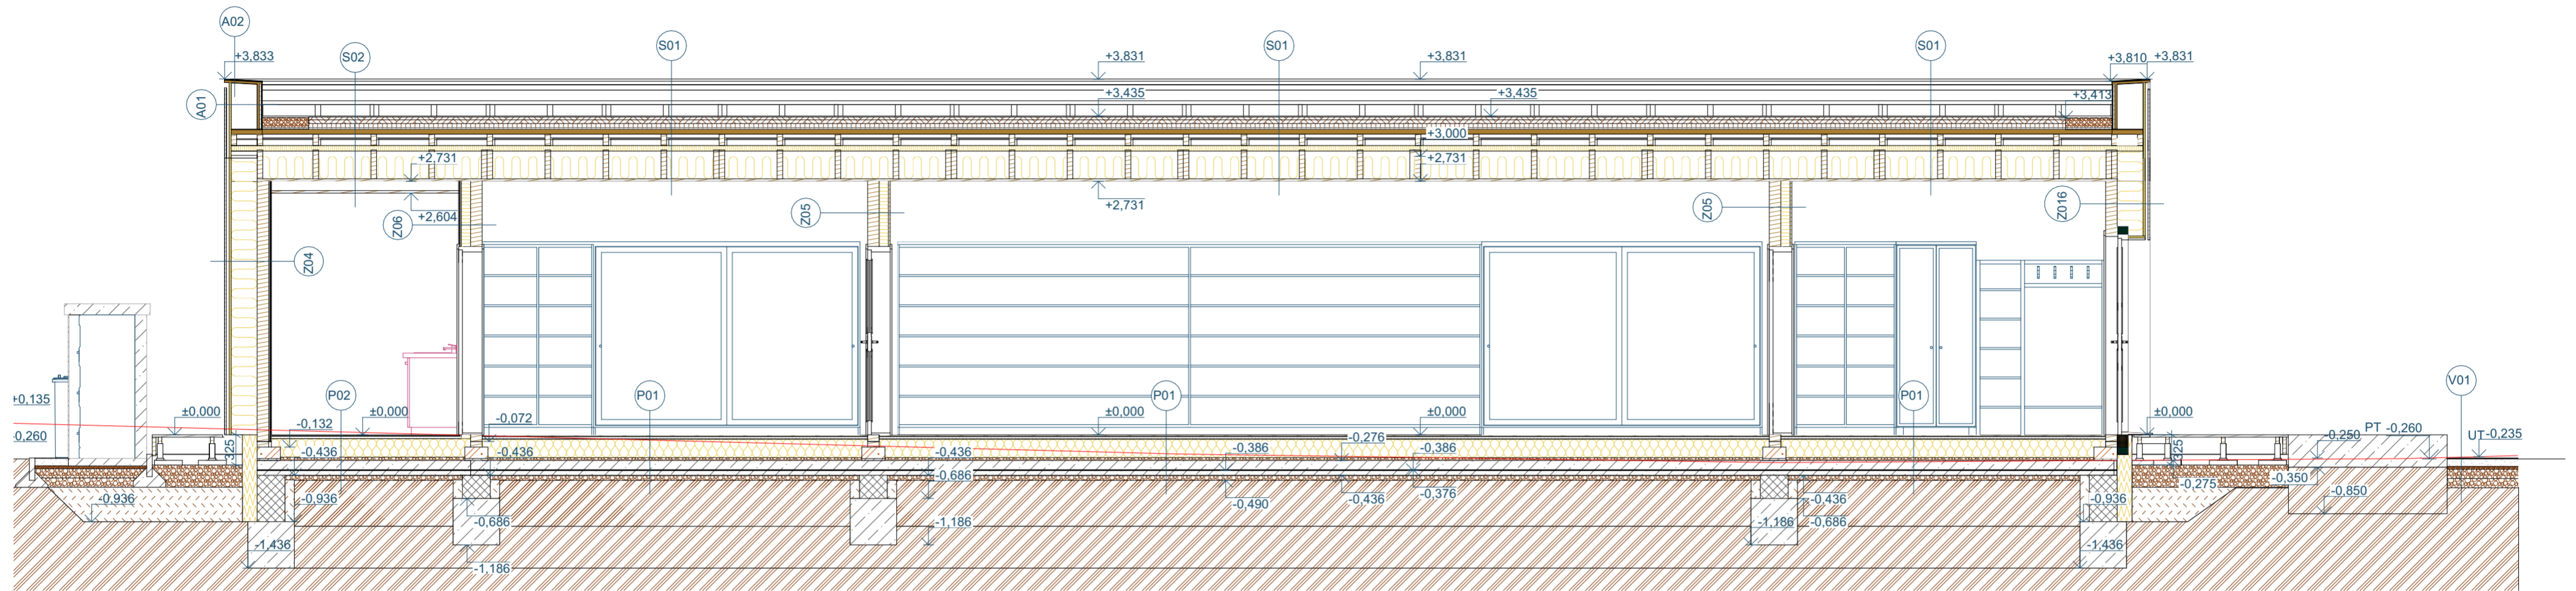 A02
S02
S01
S01
S01
+3,833
+3,831
+3,831
+3,810
+3,831
A01
+3,435
+3,435
+3,413
+3,000
+2,731
+2,731
+2,731
+2,604
Z06
Z05
Z05
Z016
Z04
P02
P01
P01
P01
V01
+0,135
±0,000
±0,000
±0,000
±0,000
±0,000
-0,132
-0,072
0,260
325
-0,436
-0,436
-0,436
-0,386
-0,276
-0,386
325
-0,250
PT -0,260
UT -0,235
-0,686
-0,275
-0,350
-0,936
-0,936
-0,490
-0,436
-0,376
-0,436
-0,936
-0,850
-0,686
-1,186
-1,186
-0,686
-1,436
-1,186
-1,436